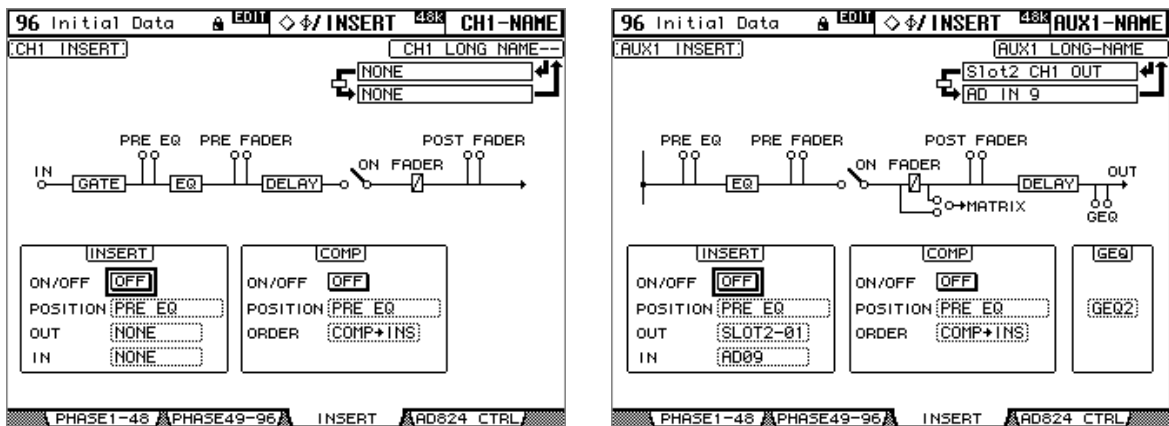 96 Initial Data EDIT ◇ϕ/INSERT 48K CH1-NAME
CH1 INSERT CH1 LONG NAME--
NONE
NONE
PRE EQ PRE FADER POST FADER
IN ON FADER
GATE EQ DELAY
INSERT COMP
ON/OFF OFF ON/OFF OFF
POSITION PRE EQ POSITION PRE EQ
OUT NONE ORDER COMP→INS
IN NONE
PHASE1-48 PHASE49-96 INSERT AD824 CTRL
96 Initial Data EDIT ◇ϕ/INSERT 48K AUX1-NAME
AUX1 INSERT AUX1 LONG-NAME
Slot2 CH1 OUT
AD IN 9
PRE EQ PRE FADER POST FADER
ON FADER OUT
EQ DELAY
→MATRIX GEQ
INSERT COMP GEQ
ON/OFF OFF ON/OFF OFF
POSITION PRE EQ POSITION PRE EQ GEQ2
OUT SLOT2-01 ORDER COMP→INS
IN AD09
PHASE1-48 PHASE49-96 INSERT AD824 CTRL